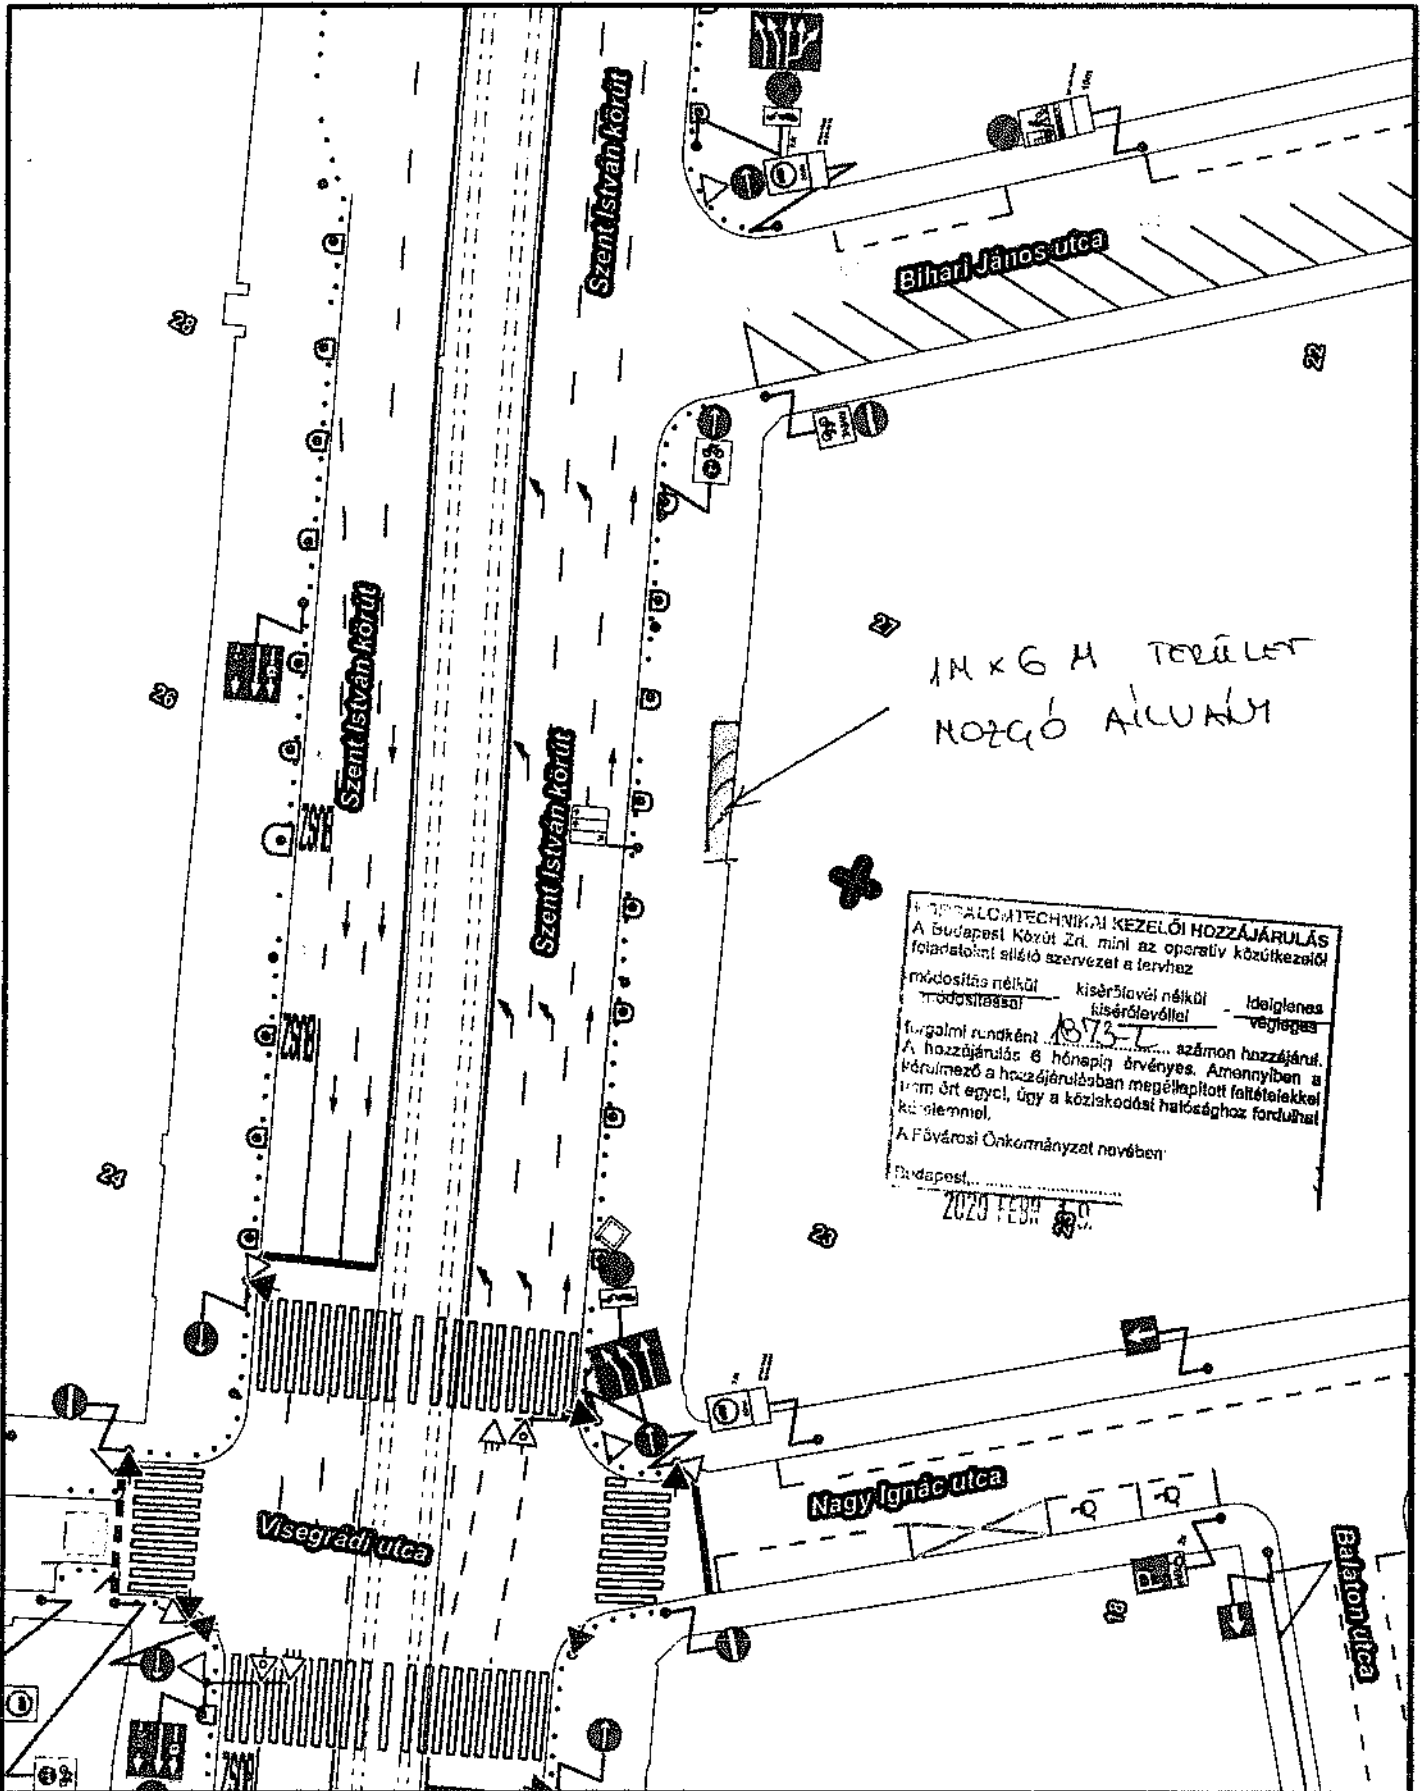 Szent István körút
Bihari János utca
28
22
27
1M x 6 M TERÜLET
MOZGÓ ÁLLVÁNY
26
Szent István körút
Szent István körút
BUSZ
BUSZ
KEZELŐI HOZZÁJÁRULÁS
A Budapest Közút Zrt. mint az operatív közútkezelői
feladatokat ellátó szervezet a tervhez
módosítás nélkül - kísérőlevél nélkül - ideiglenes
módosítással kísérőlevéllel végleges
forgalmi rendként 1873-L számon hozzájárul.
A hozzájárulás 6 hónapig érvényes. Amennyiben a
kérelmező a hozzájárulásban megállapított feltételekkel
nem ért egyet, úgy a közlekedési hatósághoz fordulhat
kérelemmel.
A Fővárosi Önkormányzat nevében
Budapest,
FEBR
24
23
Nagy Ignác utca
Visegrádi utca
18
Balaton utca